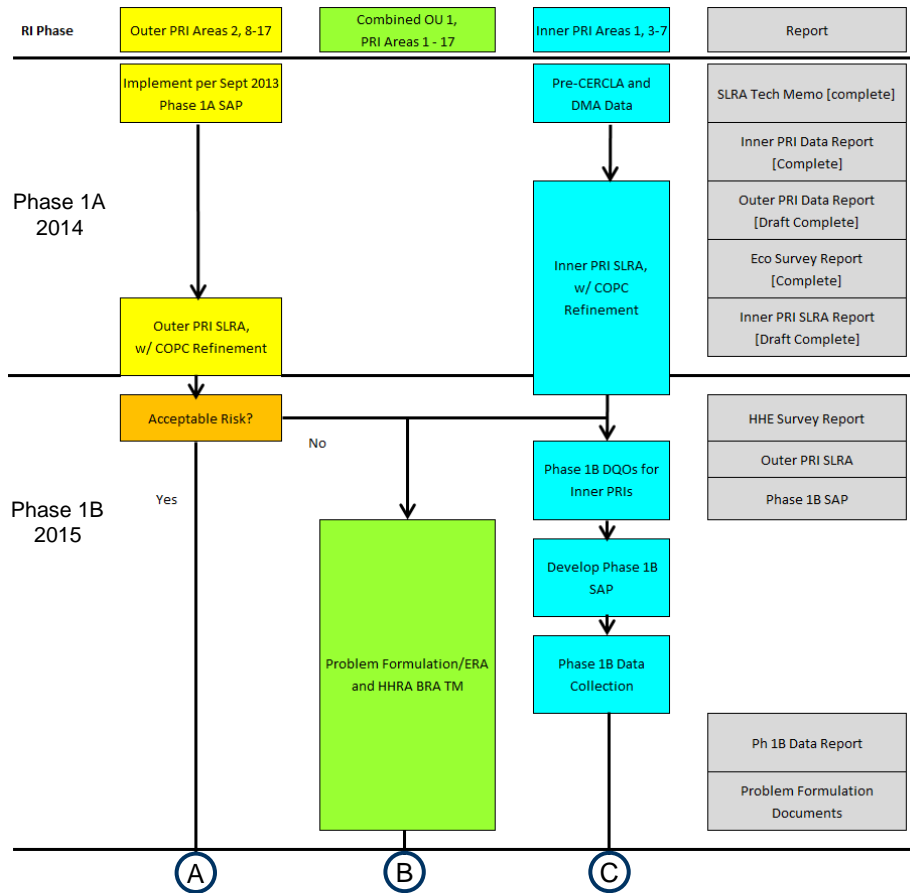 RI Phase
Outer PRI Areas 2, 8-17
Combined OU 1,
PRI Areas 1 - 17
Inner PRI Areas 1, 3-7
Report
Implement per Sept 2013
Phase 1A SAP
Pre-CERCLA and
DMA Data
SLRA Tech Memo [complete]
Inner PRI Data Report
[Complete]
Phase 1A
2014
Outer PRI Data Report
[Draft Complete]
Inner PRI SLRA,
w/ COPC
Refinement
Eco Survey Report
[Complete]
Outer PRI SLRA,
w/ COPC Refinement
Inner PRI SLRA Report
[Draft Complete]
Acceptable Risk?
No
Yes
HHE Survey Report
Phase 1B DQOs for
Inner PRIs
Outer PRI SLRA
Phase 1B SAP
Phase 1B
2015
Develop Phase 1B
SAP
Problem Formulation/ERA
and HHRA BRA TM
Phase 1B Data
Collection
Ph 1B Data Report
Problem Formulation
Documents
A
B
C